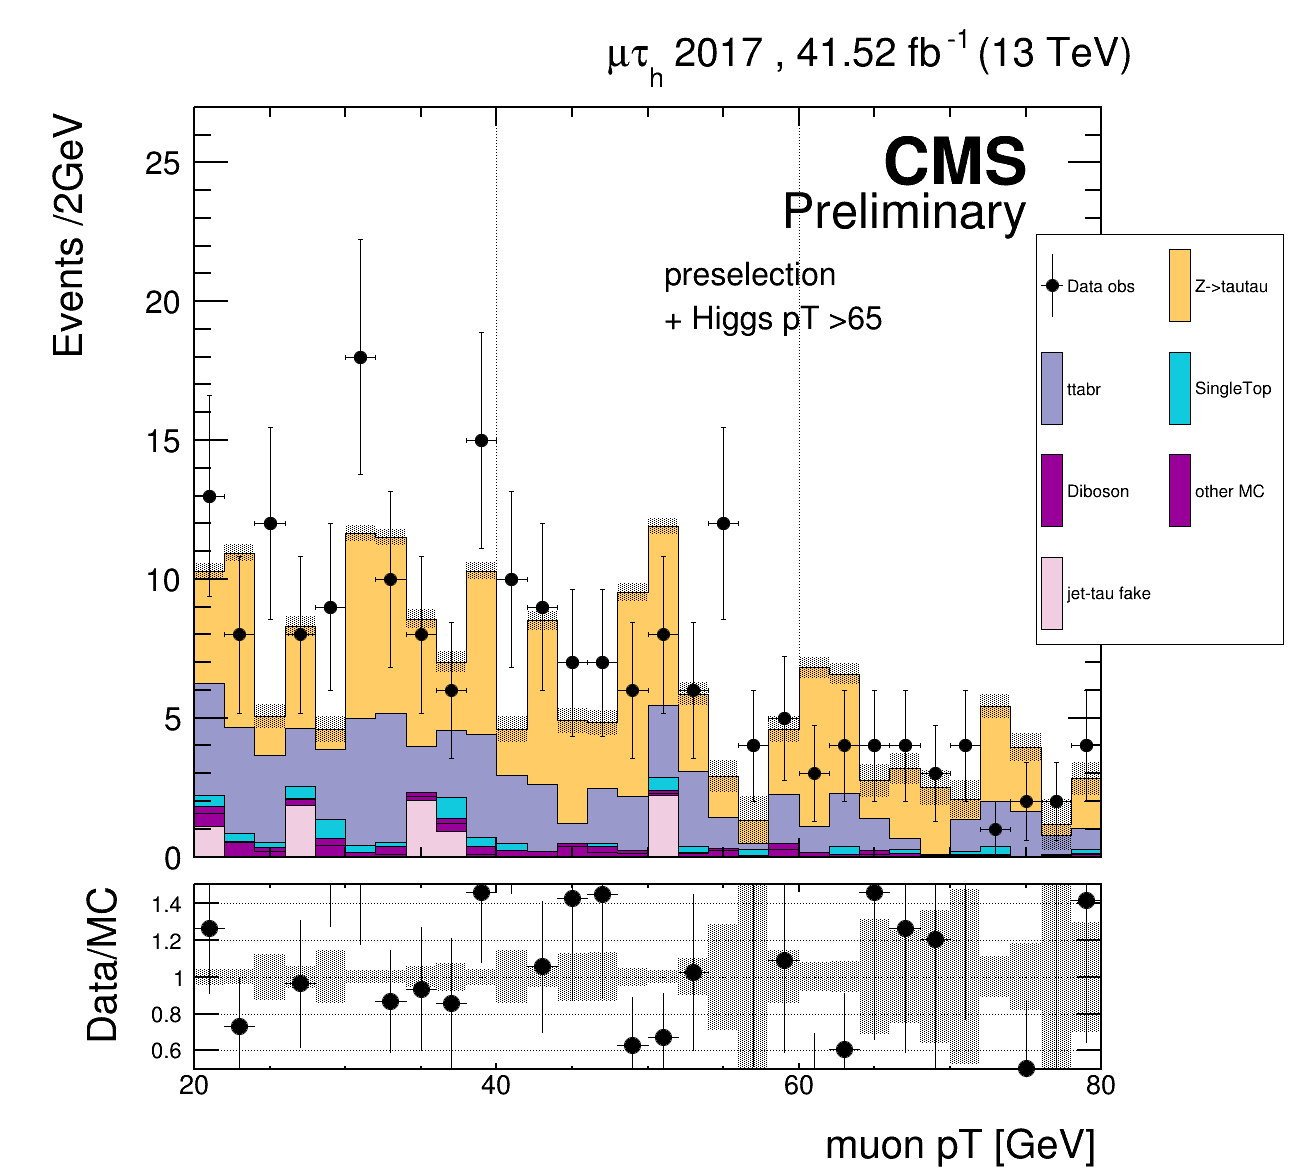 μτh 2017 , 41.52 fb-1 (13 TeV)
Events /2GeV
25
20
15
10
5
0
CMS
Preliminary
preselection
+ Higgs pT >65
Data obs
Z->tautau
ttabr
SingleTop
Diboson
other MC
jet-tau fake
Data/MC
1.4
1.2
1
0.8
0.6
20 40 60 80
muon pT [GeV]